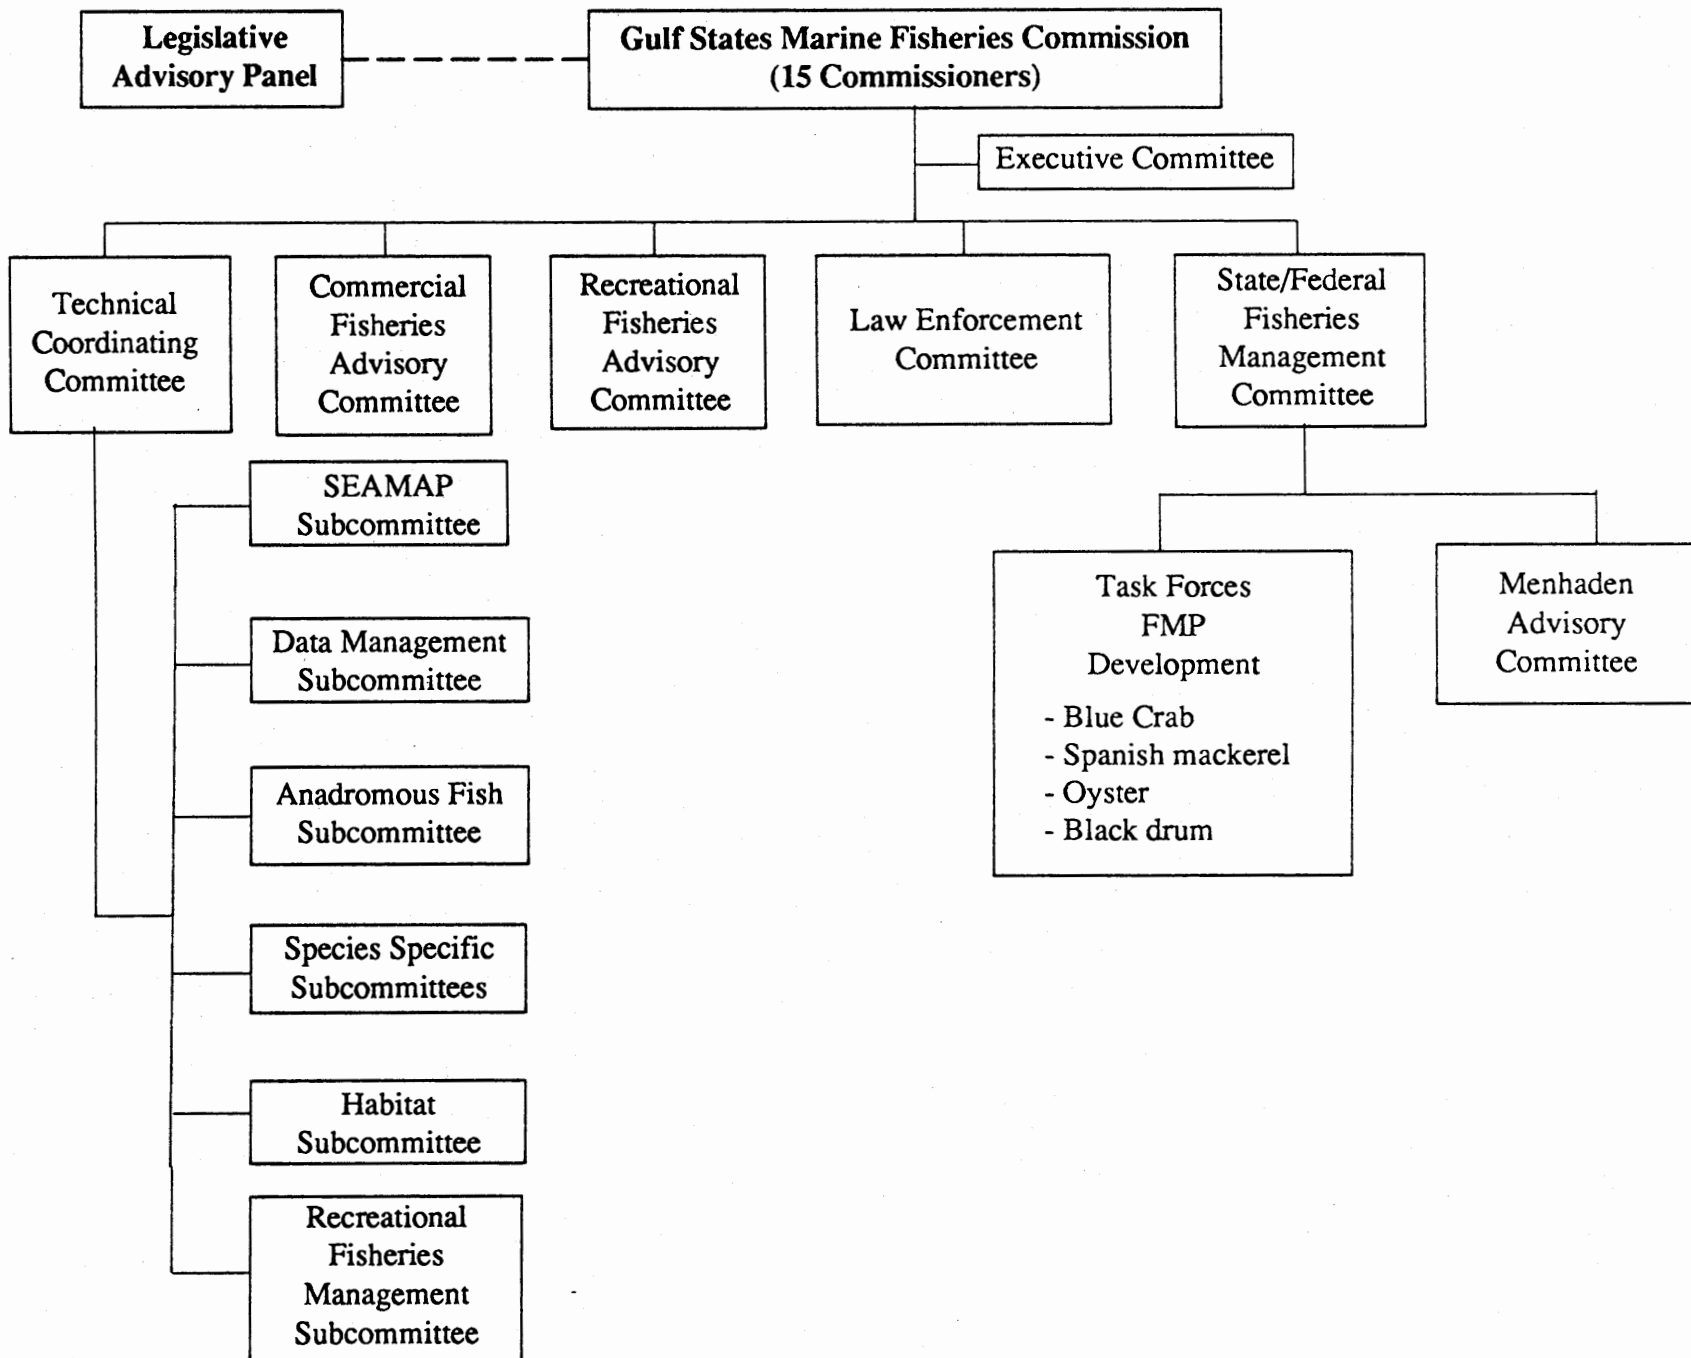 Legislative
Advisory Panel
Gulf States Marine Fisheries Commission
(15 Commissioners)
Executive Committee
Technical
Coordinating
Committee
Commercial
Fisheries
Advisory
Committee
Recreational
Fisheries
Advisory
Committee
Law Enforcement
Committee
State/Federal
Fisheries
Management
Committee
SEAMAP
Subcommittee
Data Management
Subcommittee
Anadromous Fish
Subcommittee
Species Specific
Subcommittees
Habitat
Subcommittee
Recreational
Fisheries
Management
Subcommittee
Task Forces
FMP
Development
- Blue Crab
- Spanish mackerel
- Oyster
- Black drum
Menhaden
Advisory
Committee